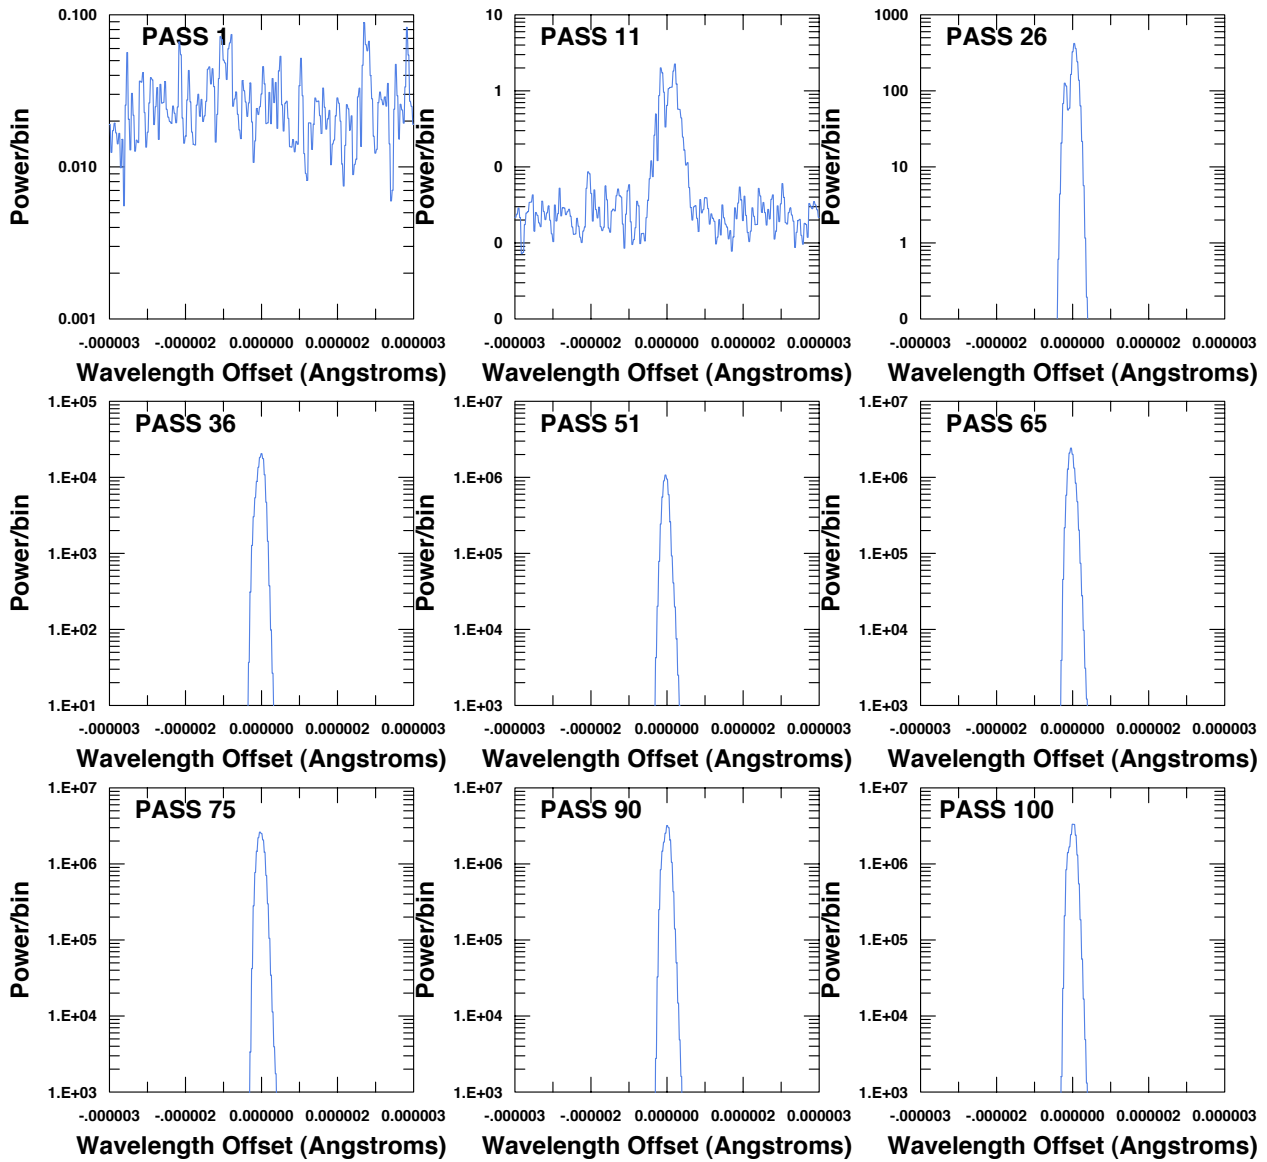 0.100 PASS 1 10 PASS 11 1000 PASS 26
1 100
0.010 0 10
0 1
0.001 0 0
Power/bin Power/bin Power/bin
-.000003 -.000002 0.000000 0.000002 0.000003 -.000003 -.000002 0.000000 0.000002 0.000003 -.000003 -.000002 0.000000 0.000002 0.000003
Wavelength Offset (Angstroms) Wavelength Offset (Angstroms) Wavelength Offset (Angstroms)
1.E+05 PASS 36 1.E+07 PASS 51 1.E+07 PASS 65
1.E+04 1.E+06 1.E+06
1.E+03 1.E+05 1.E+05
1.E+02 1.E+04 1.E+04
1.E+01 1.E+03 1.E+03
Power/bin Power/bin Power/bin
-.000003 -.000002 0.000000 0.000002 0.000003 -.000003 -.000002 0.000000 0.000002 0.000003 -.000003 -.000002 0.000000 0.000002 0.000003
Wavelength Offset (Angstroms) Wavelength Offset (Angstroms) Wavelength Offset (Angstroms)
1.E+07 PASS 75 1.E+07 PASS 90 1.E+07 PASS 100
1.E+06 1.E+06 1.E+06
1.E+05 1.E+05 1.E+05
1.E+04 1.E+04 1.E+04
1.E+03 1.E+03 1.E+03
Power/bin Power/bin Power/bin
-.000003 -.000002 0.000000 0.000002 0.000003 -.000003 -.000002 0.000000 0.000002 0.000003 -.000003 -.000002 0.000000 0.000002 0.000003
Wavelength Offset (Angstroms) Wavelength Offset (Angstroms) Wavelength Offset (Angstroms)